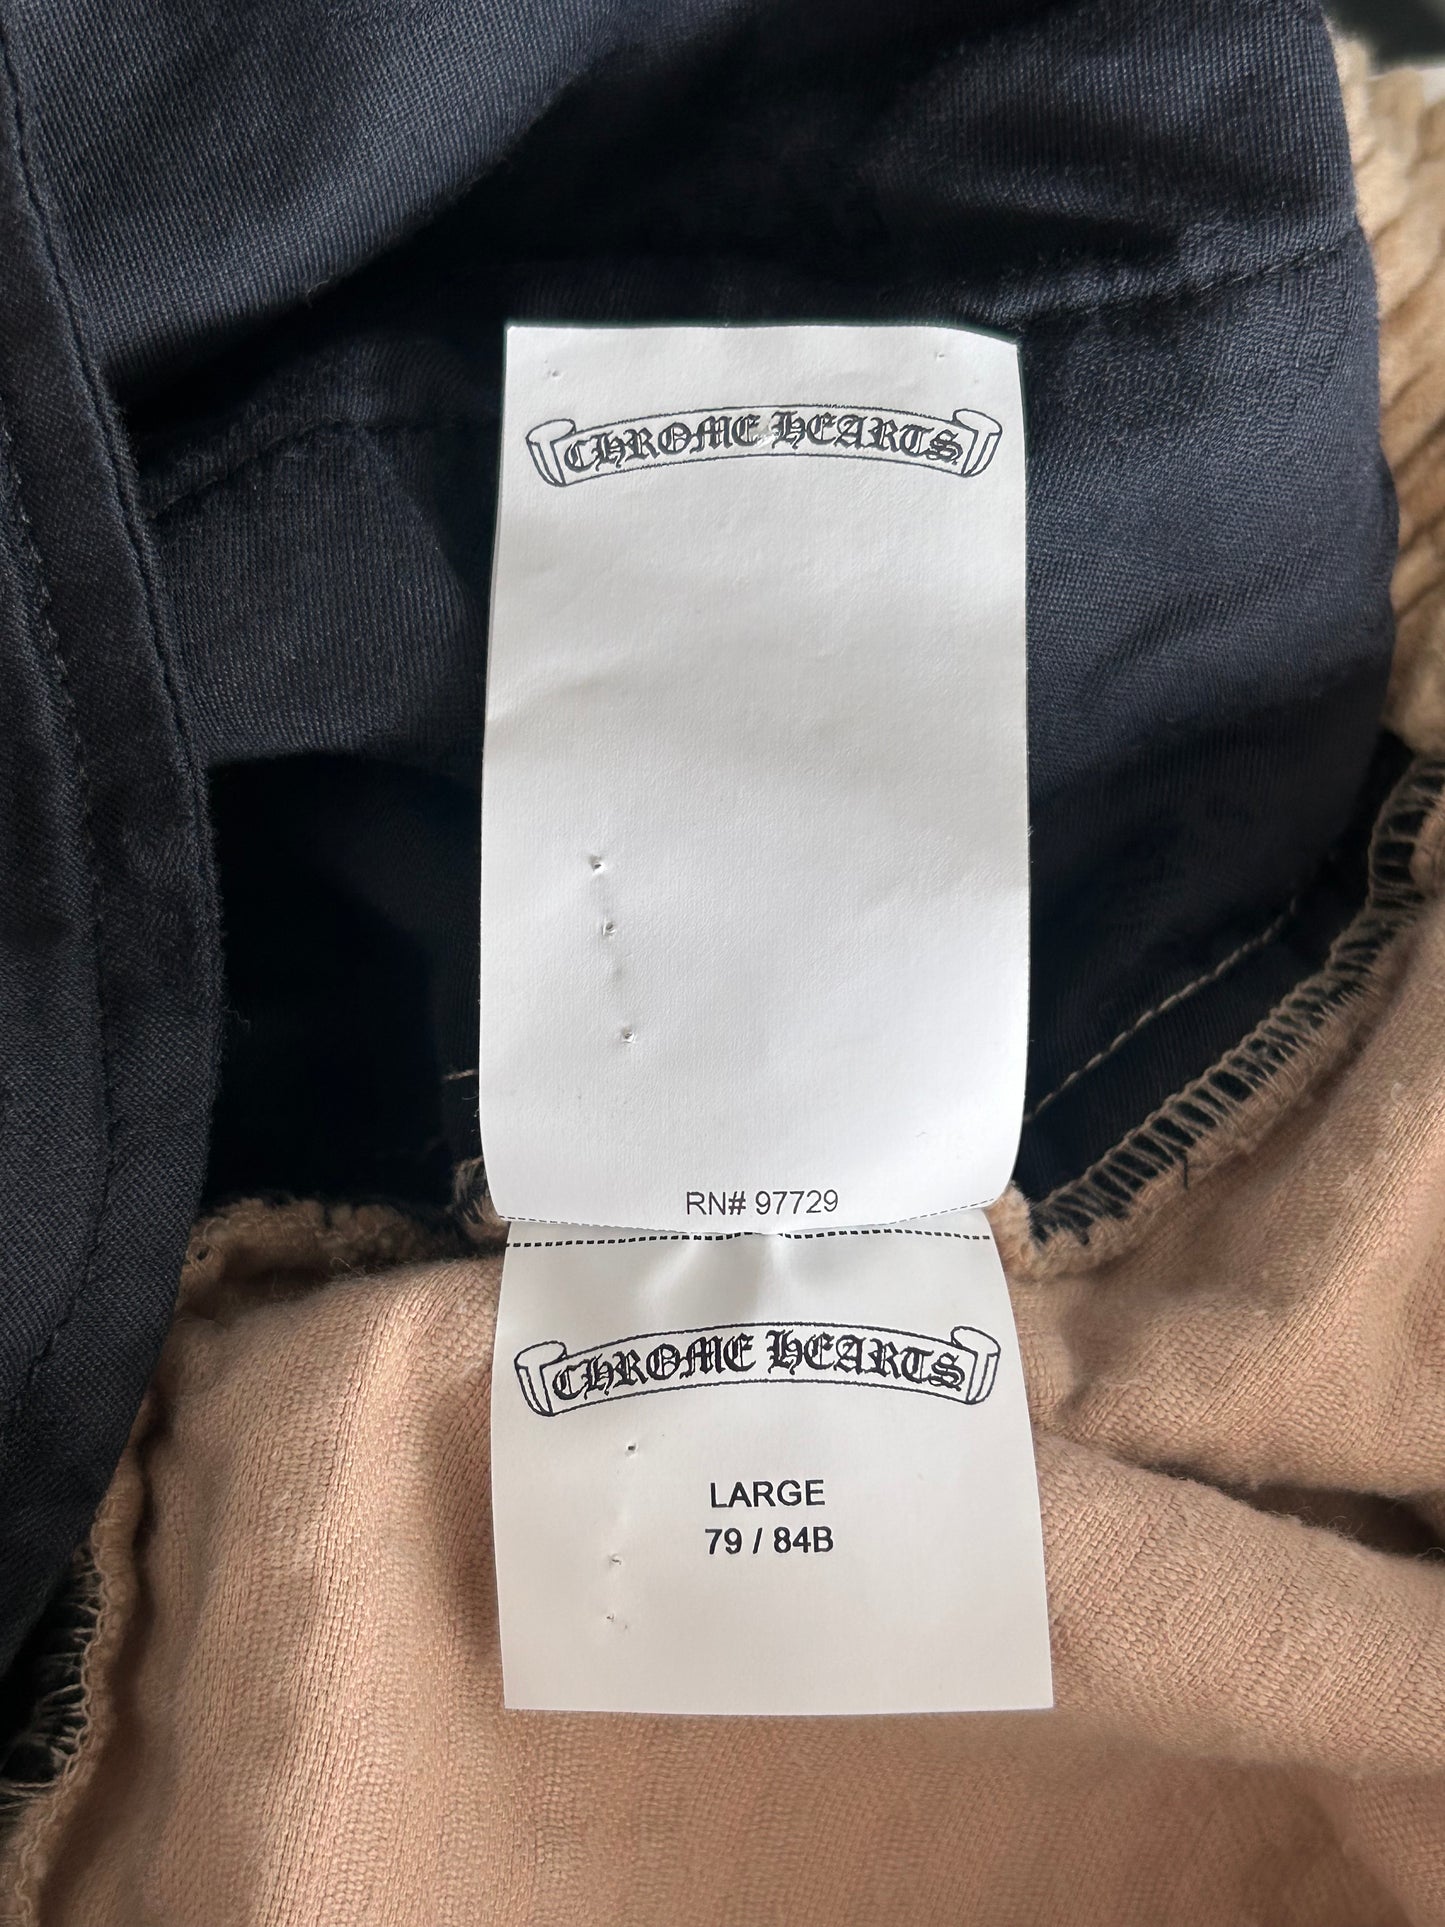 CHROME HEARTS
RN# 97729
CHROME HEARTS
LARGE
79 / 84B